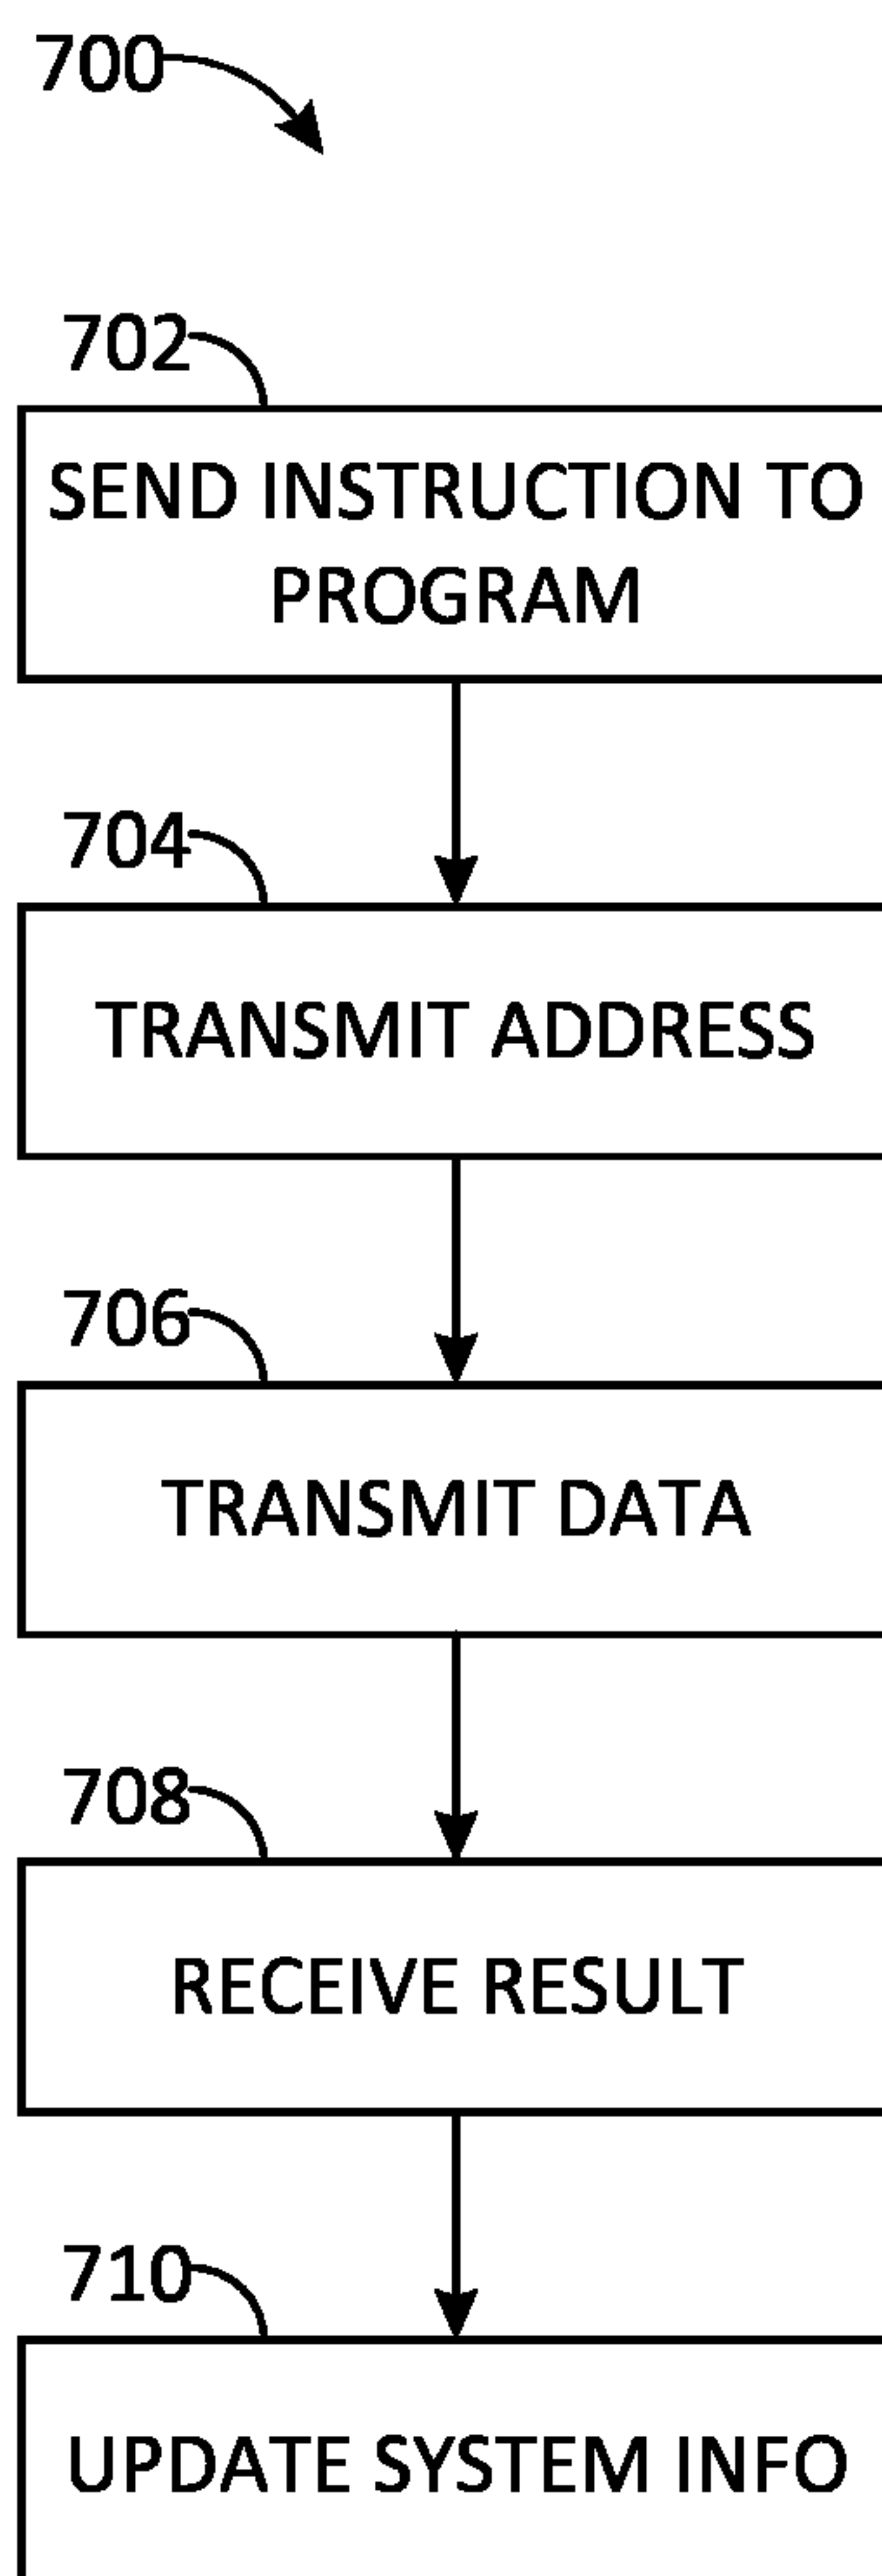 700
702
SEND INSTRUCTION TO
PROGRAM
704
TRANSMIT ADDRESS
706
TRANSMIT DATA
708
RECEIVE RESULT
710
UPDATE SYSTEM INFO